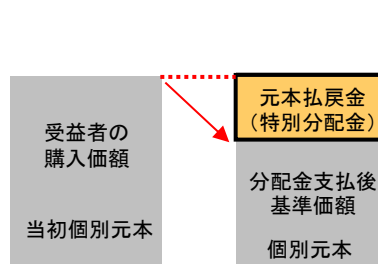 受益者の
購入価額
当初個別元本
元本払戻金
（特別分配金）
分配金支払後
基準価額
個別元本